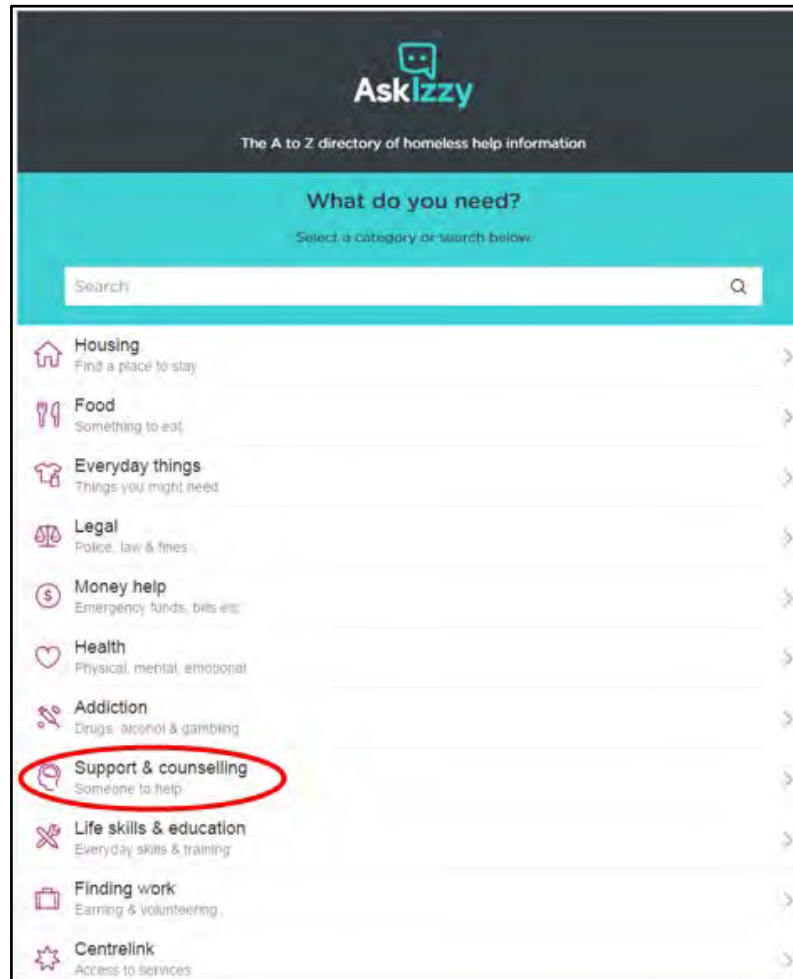 AskIzzy
The A to Z directory of homeless help information
What do you need?
Select a category or search below
Search
Housing
Find a place to stay
Food
Something to eat
Everyday things
Things you might need
Legal
Police, law & fines
Money help
Emergency funds, bills etc
Health
Physical, mental, emotional
Addiction
Drugs, alcohol & gambling
Support & counselling
Someone to help
Life skills & education
Everyday skills & training
Finding work
Earning & volunteering
Centrelink
Access to services